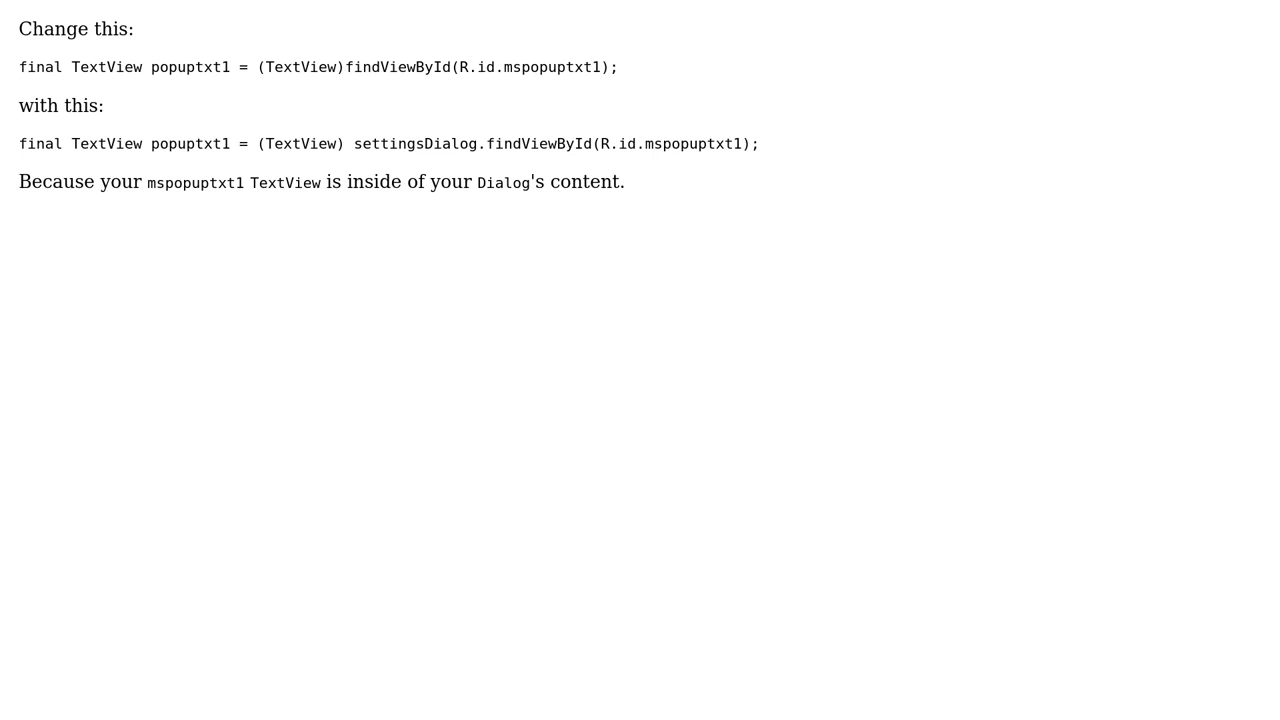 Change this:
final TextView popuptxt1 = (TextView)findViewById(R.id.mspopuptxt1);
with this:
final TextView popuptxt1 = (TextView) settingsDialog.findViewById(R.id.mspopuptxt1);
Because your mspopuptxt1 TextView is inside of your Dialog's content.